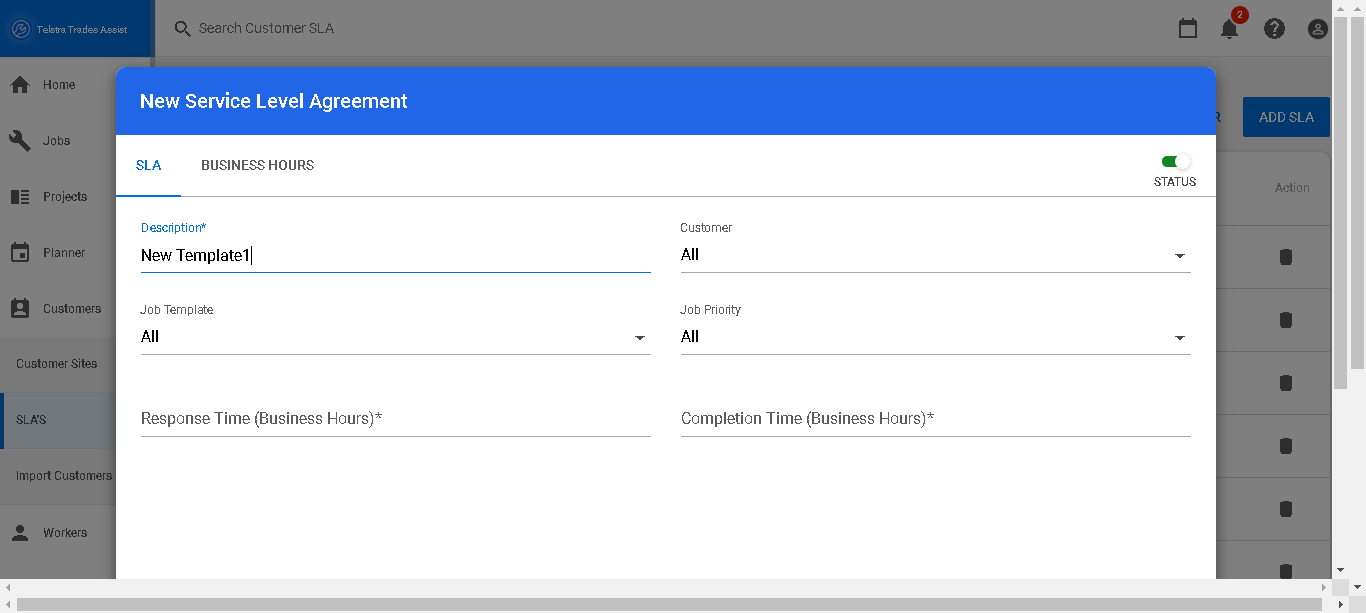 Telstra Trades Assist
Search Customer SLA
2
Home
Jobs
Projects
Planner
Customers
Customer Sites
SLA'S
Import Customers
Workers
New Service Level Agreement
R
ADD SLA
SLA
BUSINESS HOURS
STATUS
Action
Description*
New Template1
Customer
All
Job Template
All
Job Priority
All
Response Time (Business Hours)*
Completion Time (Business Hours)*